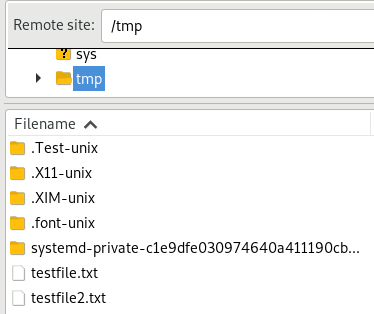 Remote site: /tmp
sys
tmp
Filename
.Test-unix
.X11-unix
.XIM-unix
.font-unix
systemd-private-c1e9dfe030974640a411190cb...
testfile.txt
testfile2.txt